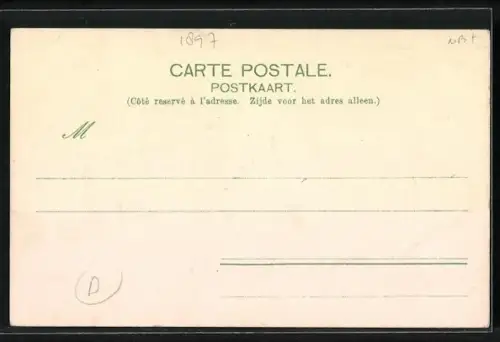 1897
CARTE POSTALE.
POSTKAART.
(Côté reservé à l'adresse. Zijde voor het adres alleen.)
M
D